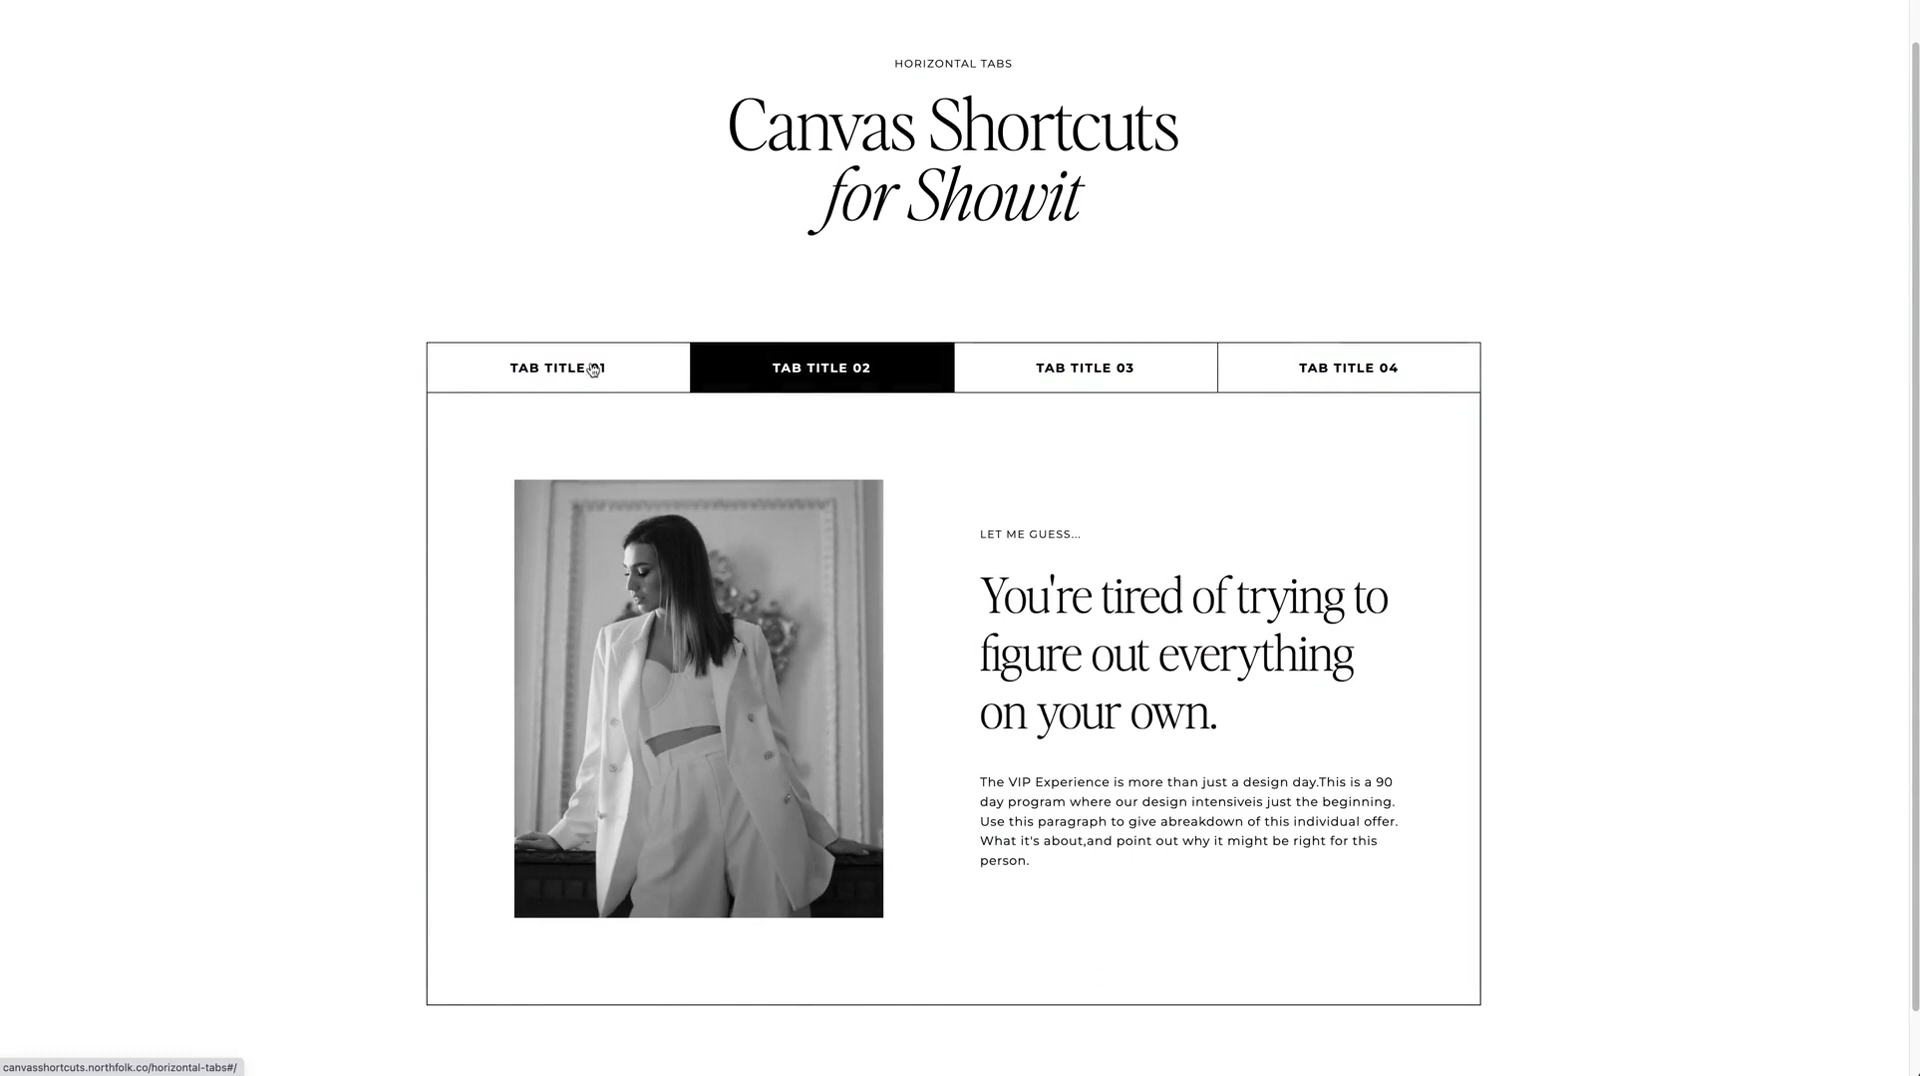 HORIZONTAL TABS
Canvas Shortcuts
for Showit
TAB TITLE 01
TAB TITLE 02
TAB TITLE 03
TAB TITLE 04
LET ME GUESS...
You're tired of trying to
figure out everything
on your own.
The VIP Experience is more than just a design day.This is a 90
day program where our design intensiveis just the beginning.
Use this paragraph to give abreakdown of this individual offer.
What it's about,and point out why it might be right for this
person.
canvasshortcuts.northfolk.co/horizontal-tabs#/